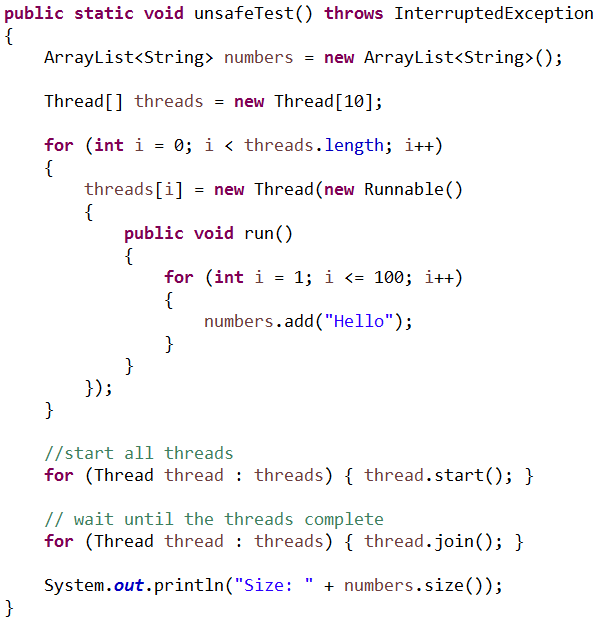 public static void unsafeTest() throws InterruptedException
{
    ArrayList<String> numbers = new ArrayList<String>();

    Thread[] threads = new Thread[10];

    for (int i = 0; i < threads.length; i++)
    {
        threads[i] = new Thread(new Runnable()
        {
            public void run()
            {
                for (int i = 1; i <= 100; i++)
                {
                    numbers.add("Hello");
                }
            }
        });
    }

    //start all threads
    for (Thread thread : threads) { thread.start(); }

    // wait until the threads complete
    for (Thread thread : threads) { thread.join(); }

    System.out.println("Size: " + numbers.size());
}